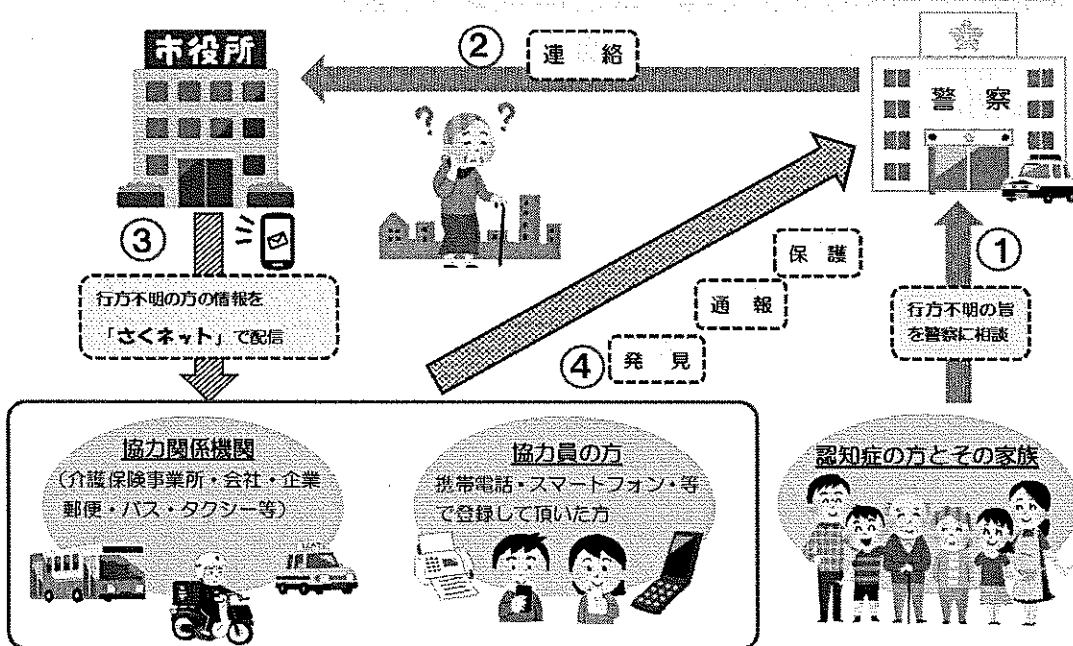 市役所
②
連 絡
警 察
? ?
③
行方不明の方の情報を
「さくネット」で配信
保 護
通 報
④
発 見
①
行方不明の旨
を警察に相談
協力関係機関
(介護保険事業所・会社・企業
郵便・バス・タクシー等)
協力員の方
携帯電話・スマートフォン・等
で登録して頂いた方
認知症の方とその家族